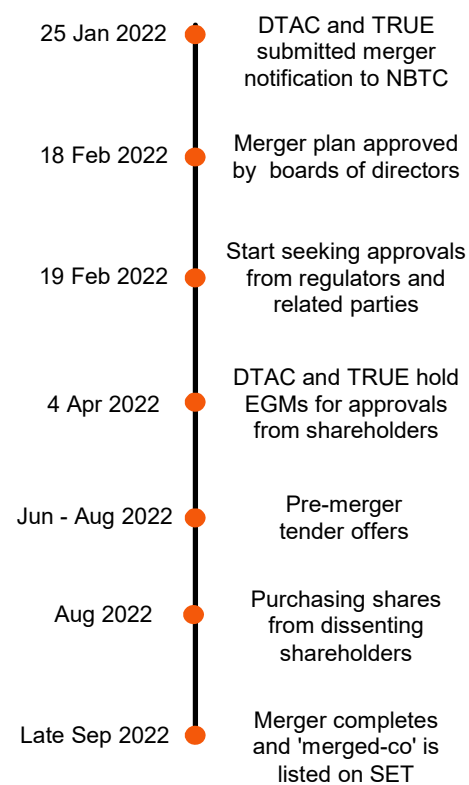 25 Jan 2022
DTAC and TRUE
submitted merger
notification to NBTC
18 Feb 2022
Merger plan approved
by boards of directors
19 Feb 2022
Start seeking approvals
from regulators and
related parties
4 Apr 2022
DTAC and TRUE hold
EGMs for approvals
from shareholders
Jun - Aug 2022
Pre-merger
tender offers
Aug 2022
Purchasing shares
from dissenting
shareholders
Late Sep 2022
Merger completes
and 'merged-co' is
listed on SET